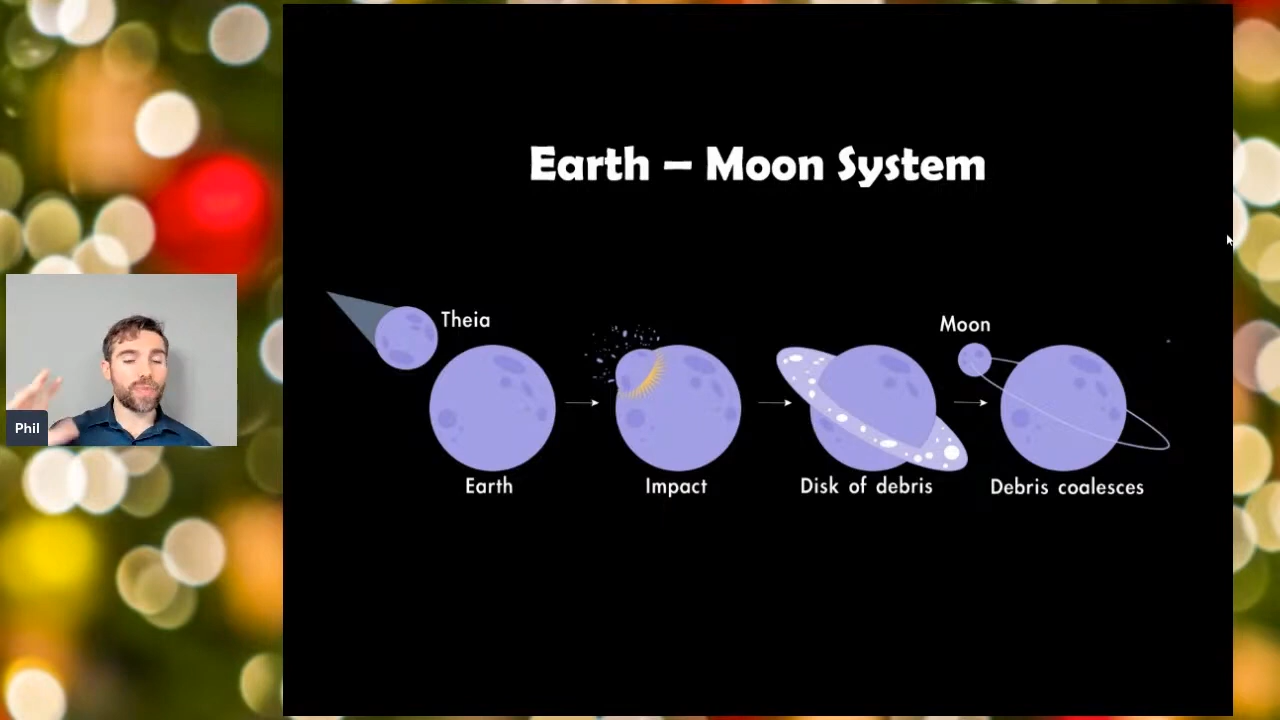 Earth – Moon System
Theia
Moon
Phil
Earth
Impact
Disk of debris
Debris coalesces